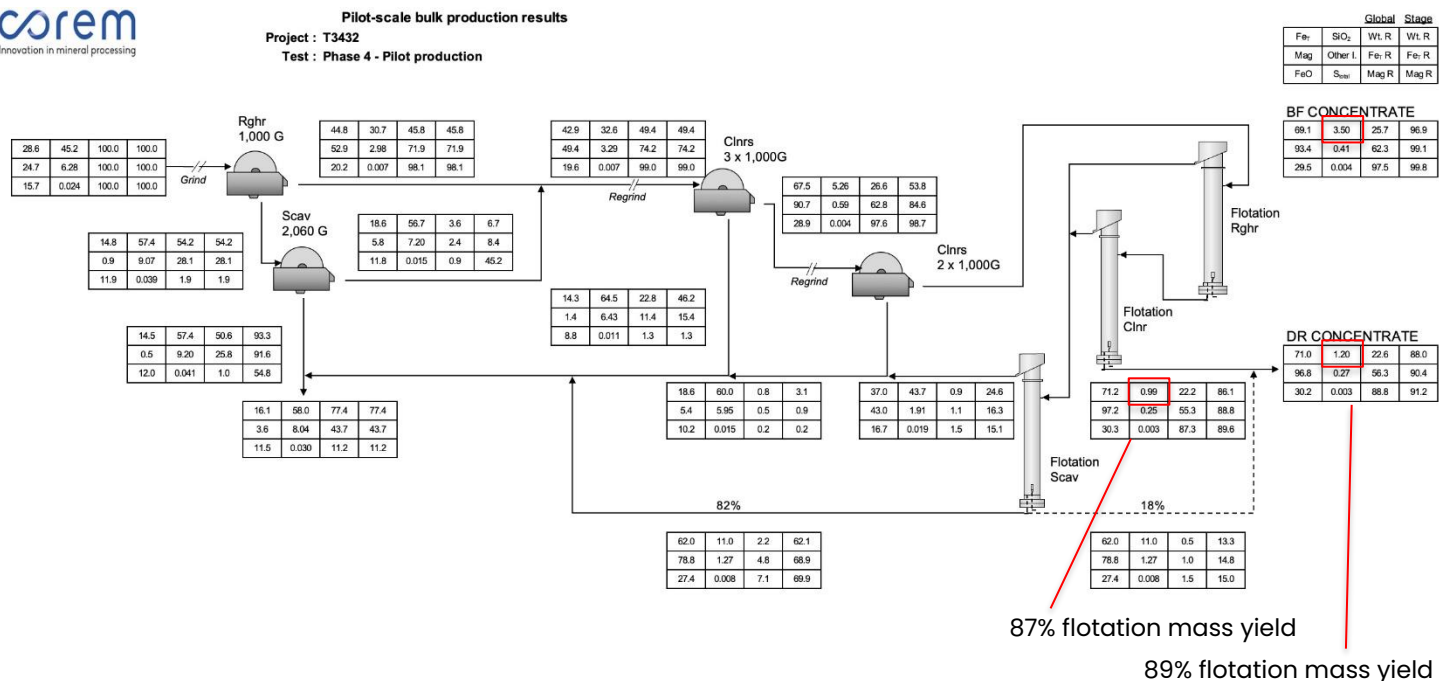 corem
Innovation in mineral processing
Pilot-scale bulk production results
Project : T3432
Test : Phase 4 - Pilot production
Global Stage
Fe_T SiO₂ Wt. R Wt. R
Mag Other I. Fe_T R Fe_T R
FeO S_total Mag R Mag R
BF CONCENTRATE
69.1 3.50 25.7 96.9
93.4 0.41 62.3 99.1
29.5 0.004 97.5 99.8
Rghr
1,000 G
28.6 45.2 100.0 100.0
24.7 6.28 100.0 100.0
15.7 0.024 100.0 100.0
Grind
44.8 30.7 45.8 45.8
52.9 2.98 71.9 71.9
20.2 0.007 98.1 98.1
42.9 32.6 49.4 49.4
49.4 3.29 74.2 74.2
19.6 0.007 99.0 99.0
Clnrs
3 x 1,000G
Regrind
67.5 5.26 26.6 53.8
90.7 0.59 62.8 84.6
28.9 0.004 97.6 98.7
Flotation
Rghr
Scav
2,060 G
18.6 56.7 3.6 6.7
5.8 7.20 2.4 8.4
11.8 0.015 0.9 45.2
14.8 57.4 54.2 54.2
0.9 9.07 28.1 28.1
11.9 0.039 1.9 1.9
Clnrs
2 x 1,000G
Regrind
14.3 64.5 22.8 46.2
1.4 6.43 11.4 15.4
8.8 0.011 1.3 1.3
Flotation
Clnr
14.5 57.4 50.6 93.3
0.5 9.20 25.8 91.6
12.0 0.041 1.0 54.8
DR CONCENTRATE
71.0 1.20 22.6 88.0
96.8 0.27 56.3 90.4
30.2 0.003 88.8 91.2
18.6 60.0 0.8 3.1
5.4 5.95 0.5 0.9
10.2 0.015 0.2 0.2
37.0 43.7 0.9 24.6
43.0 1.91 1.1 16.3
16.7 0.019 1.5 15.1
71.2 0.99 22.2 86.1
97.2 0.25 55.3 88.8
30.3 0.003 87.3 89.6
16.1 58.0 77.4 77.4
3.6 8.04 43.7 43.7
11.5 0.030 11.2 11.2
Flotation
Scav
82%
18%
62.0 11.0 2.2 62.1
78.8 1.27 4.8 68.9
27.4 0.008 7.1 69.9
62.0 11.0 0.5 13.3
78.8 1.27 1.0 14.8
27.4 0.008 1.5 15.0
87% flotation mass yield
89% flotation mass yield